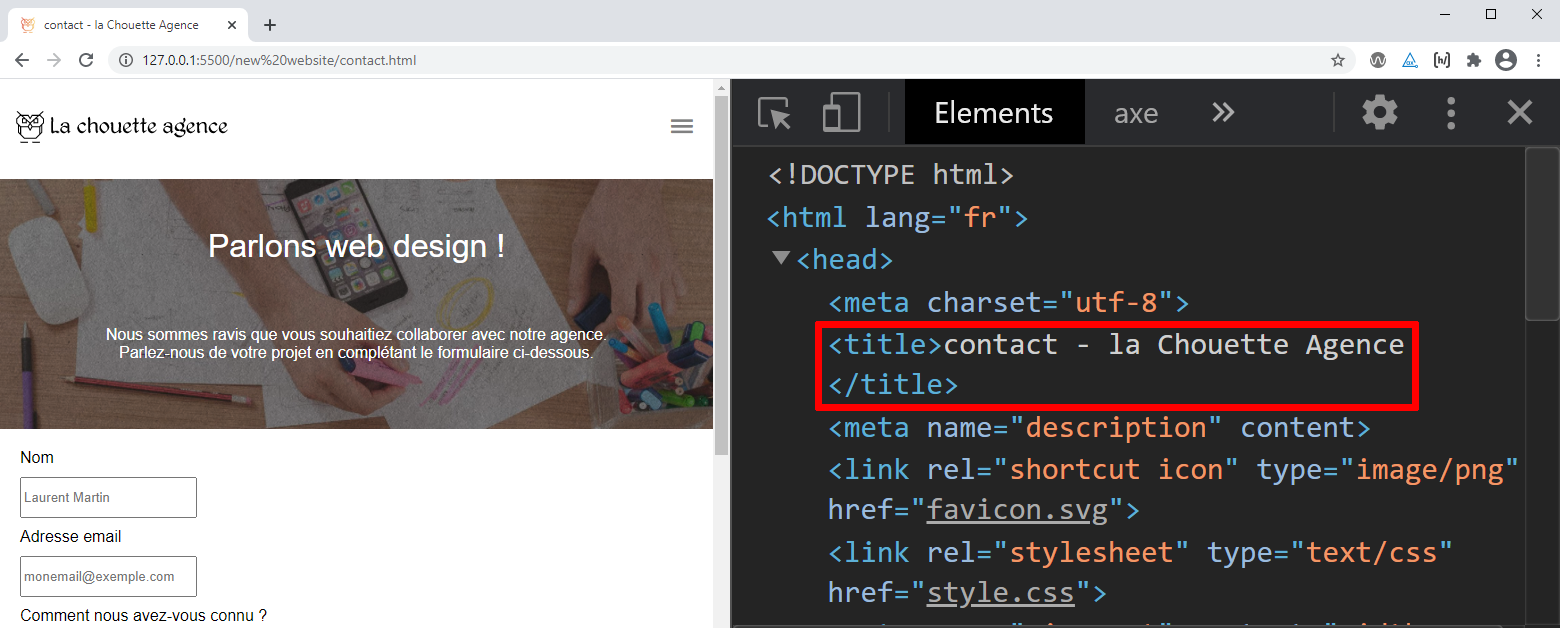 contact - la Chouette Agence
127.0.0.1:5500/new%20website/contact.html
La chouette agence
Parlons web design !
Nous sommes ravis que vous souhaitiez collaborer avec notre agence.
Parlez-nous de votre projet en complétant le formulaire ci-dessous.
Nom
Laurent Martin
Adresse email
monemail@exemple.com
Comment nous avez-vous connu ?
Elements axe
<!DOCTYPE html>
<html lang="fr">
<head>
<meta charset="utf-8">
<title>contact - la Chouette Agence
</title>
<meta name="description" content>
<link rel="shortcut icon" type="image/png"
href="favicon.svg">
<link rel="stylesheet" type="text/css"
href="style.css">